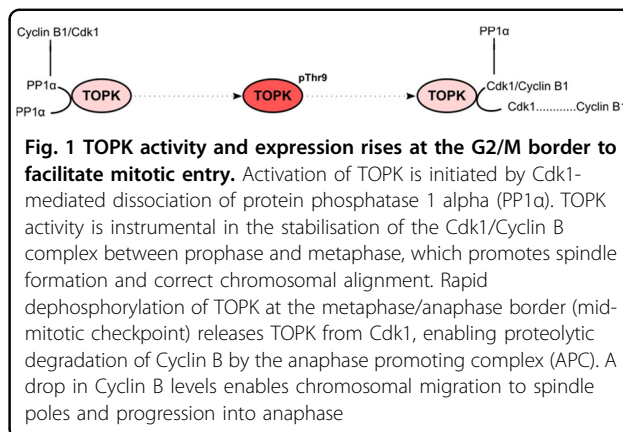 Cyclin B1/Cdk1
PP1α
PP1α
TOPK
TOPK
pThr9
PP1α
TOPK
Cdk1/Cyclin B1
Cdk1............Cyclin B1
Fig. 1 TOPK activity and expression rises at the G2/M border to
facilitate mitotic entry. Activation of TOPK is initiated by Cdk1-
mediated dissociation of protein phosphatase 1 alpha (PP1α). TOPK
activity is instrumental in the stabilisation of the Cdk1/Cyclin B
complex between prophase and metaphase, which promotes spindle
formation and correct chromosomal alignment. Rapid
dephosphorylation of TOPK at the metaphase/anaphase border (mid-
mitotic checkpoint) releases TOPK from Cdk1, enabling proteolytic
degradation of Cyclin B by the anaphase promoting complex (APC). A
drop in Cyclin B levels enables chromosomal migration to spindle
poles and progression into anaphase